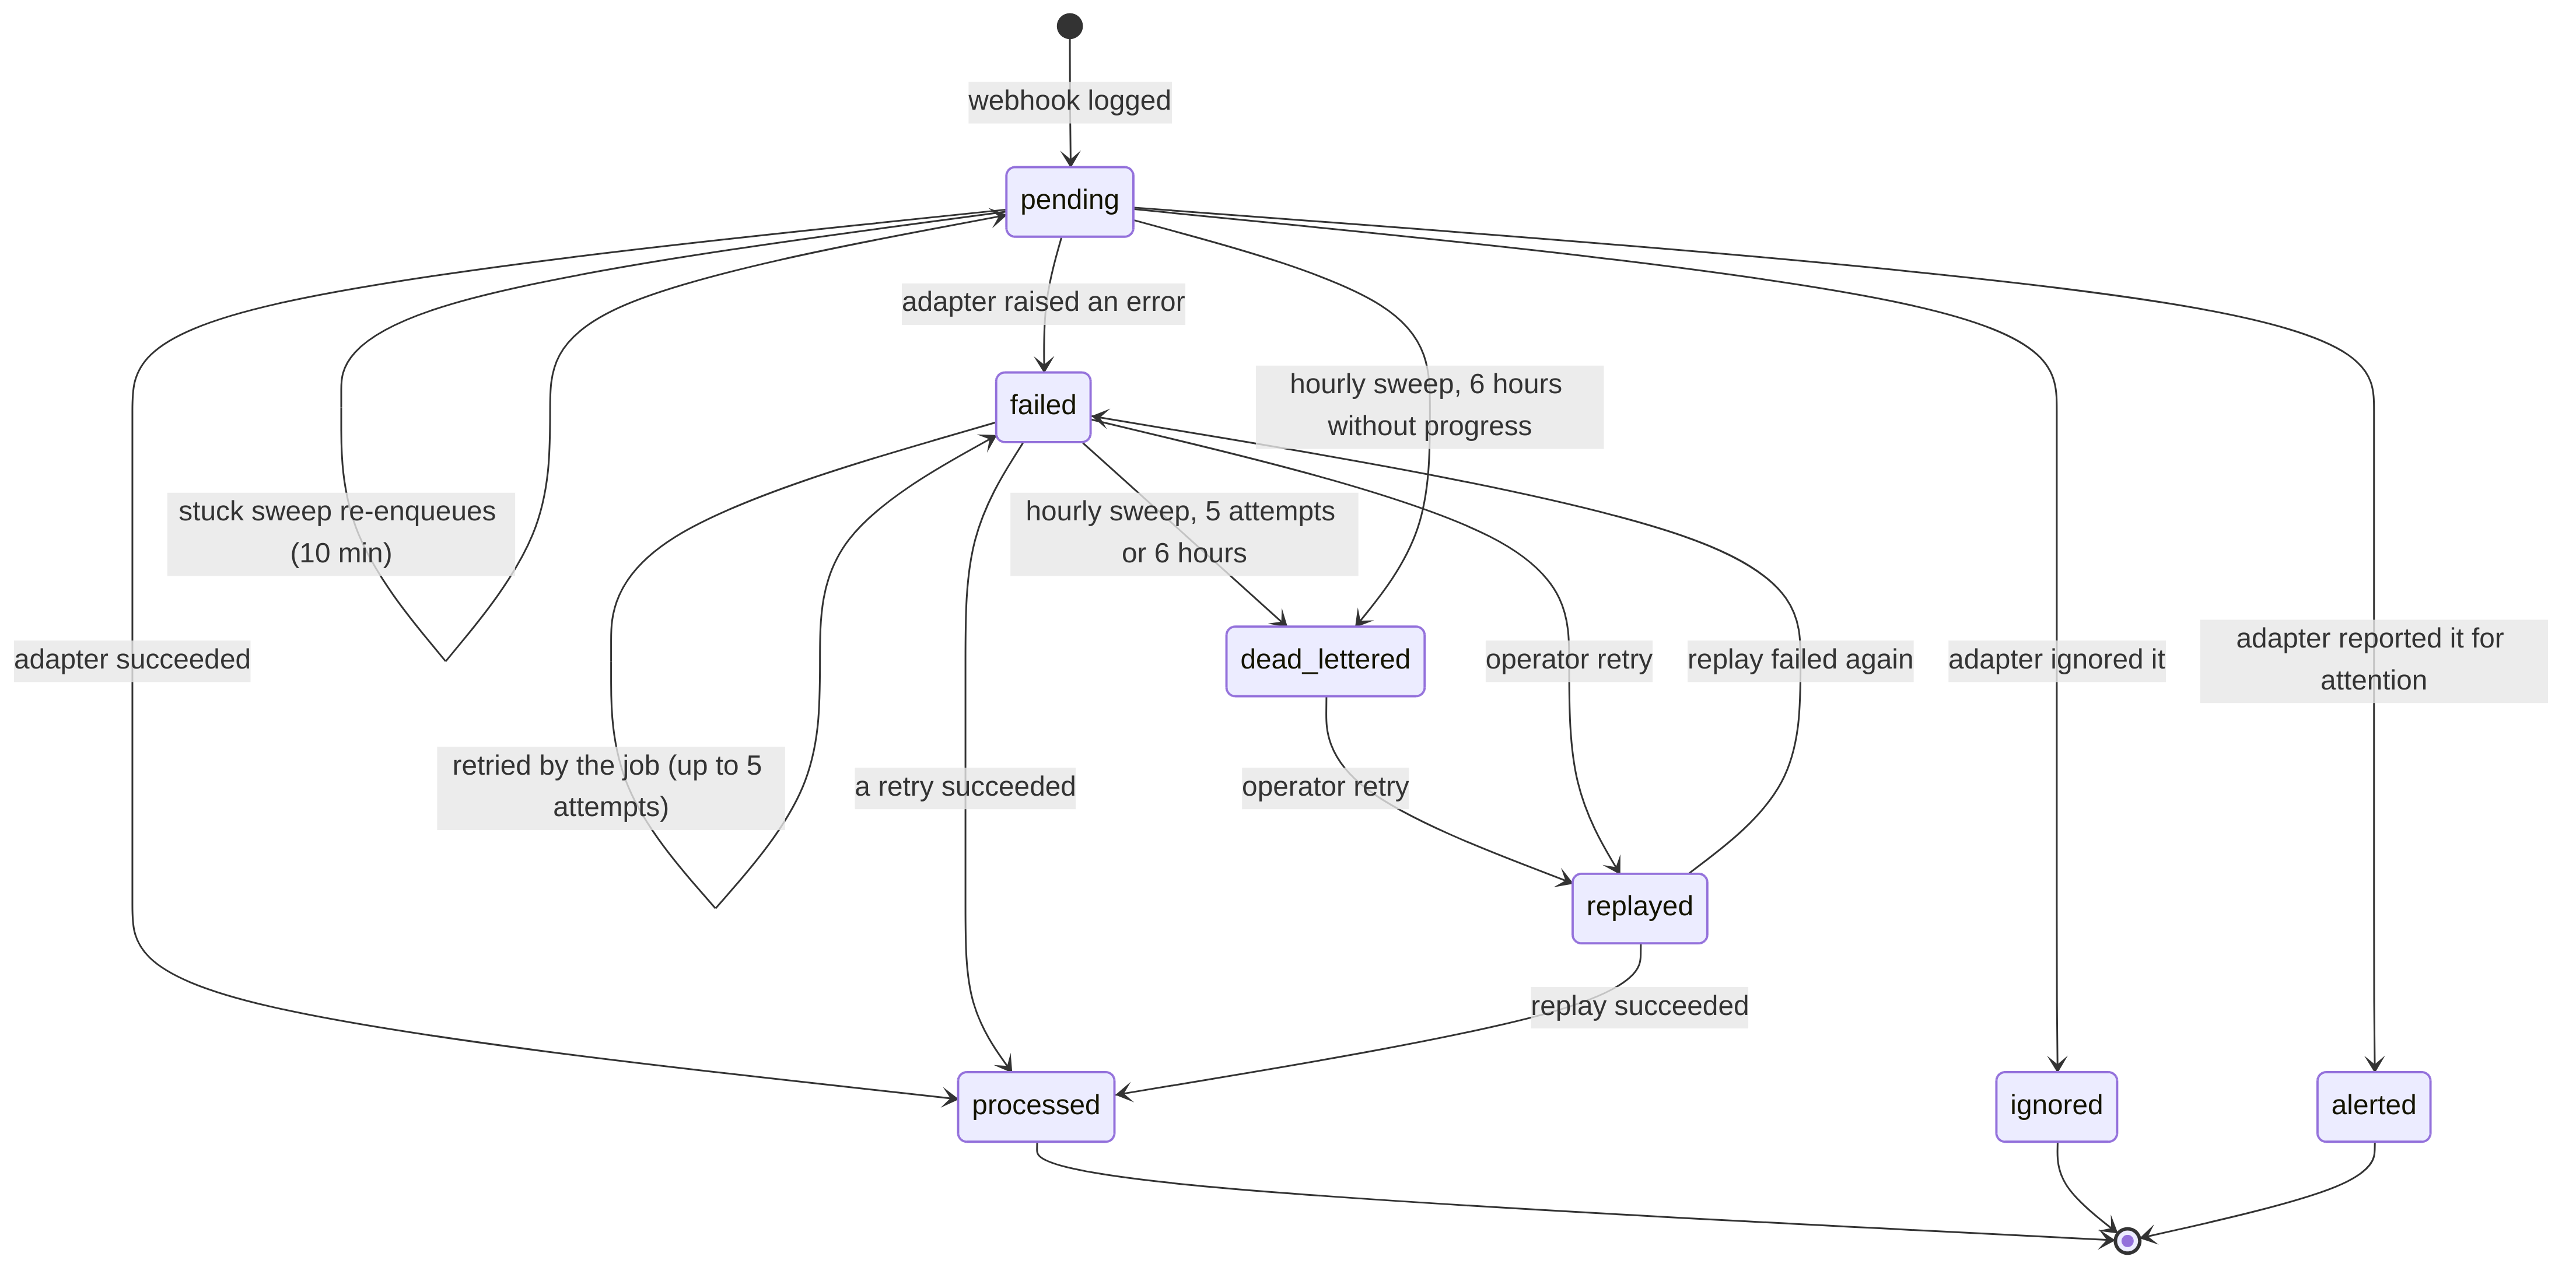 webhook logged
pending
adapter raised an error
failed
hourly sweep, 6 hours
without progress
stuck sweep re-enqueues
(10 min)
hourly sweep, 5 attempts
or 6 hours
adapter succeeded
dead_lettered
operator retry
replay failed again
adapter ignored it
adapter reported it for
attention
retried by the job (up to 5
attempts)
a retry succeeded
operator retry
replayed
replay succeeded
processed
ignored
alerted